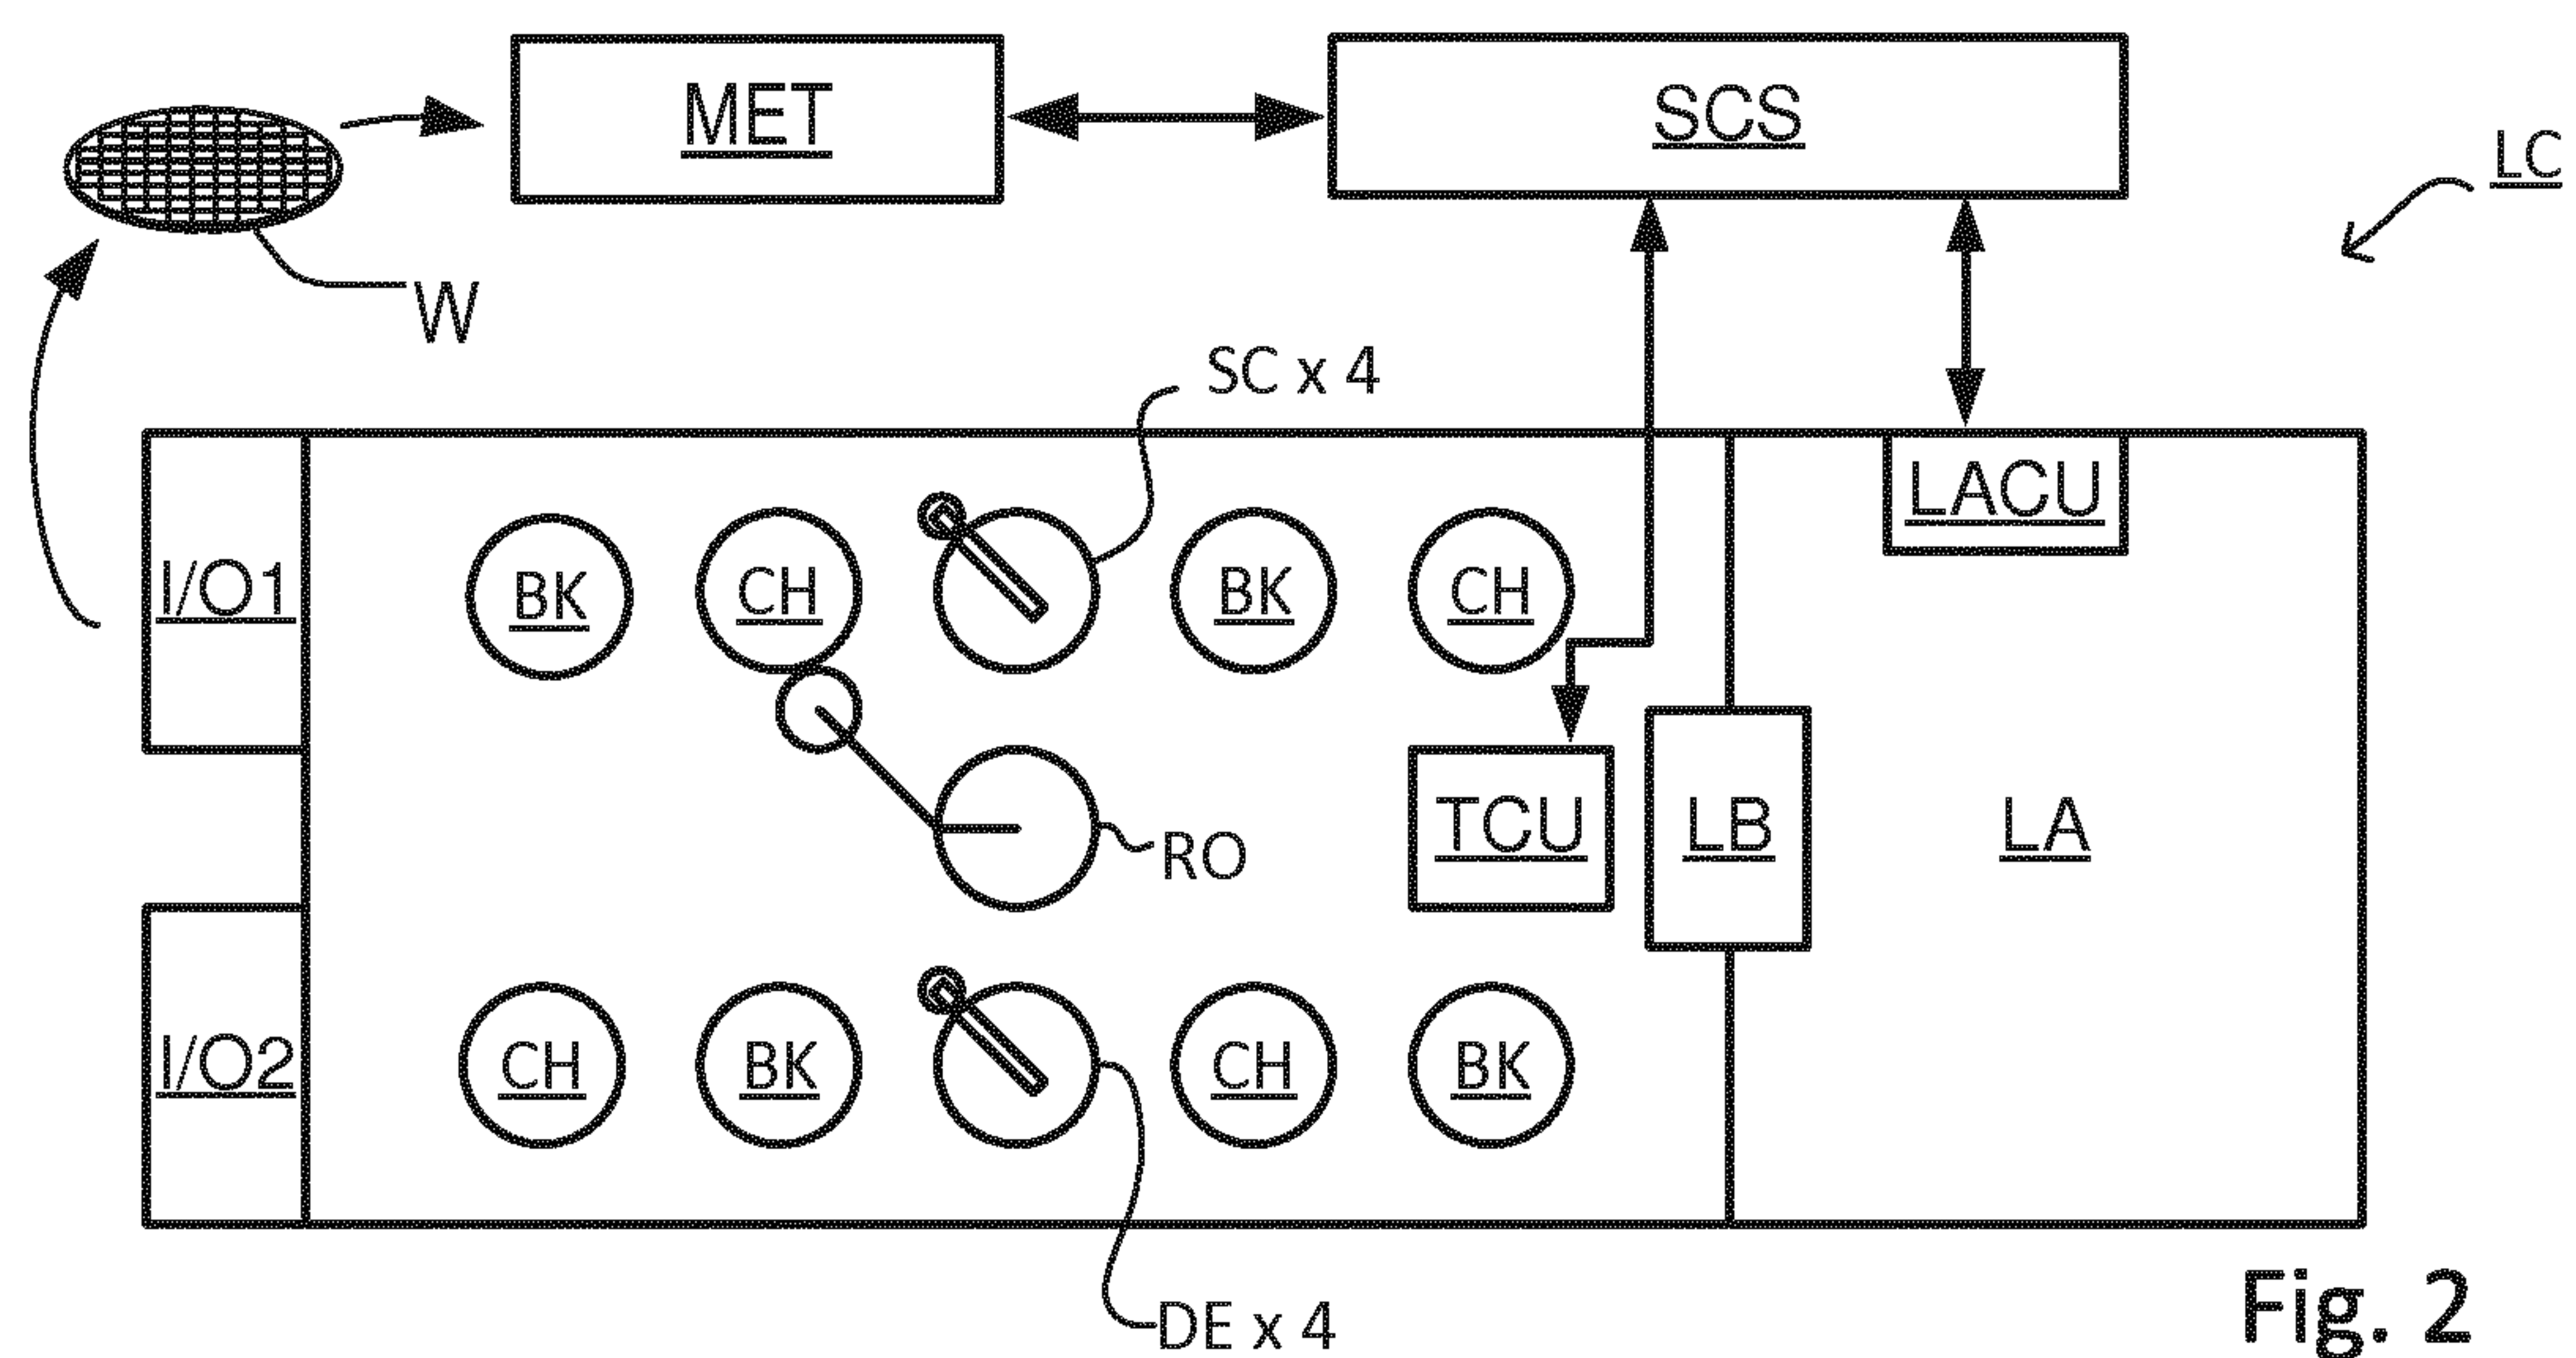 MET
SCS
LC
W
SC x 4
LACU
I/O1
BK
CH
BK
CH
TCU
LB
LA
RO
I/O2
CH
BK
CH
BK
DE x 4
Fig. 2